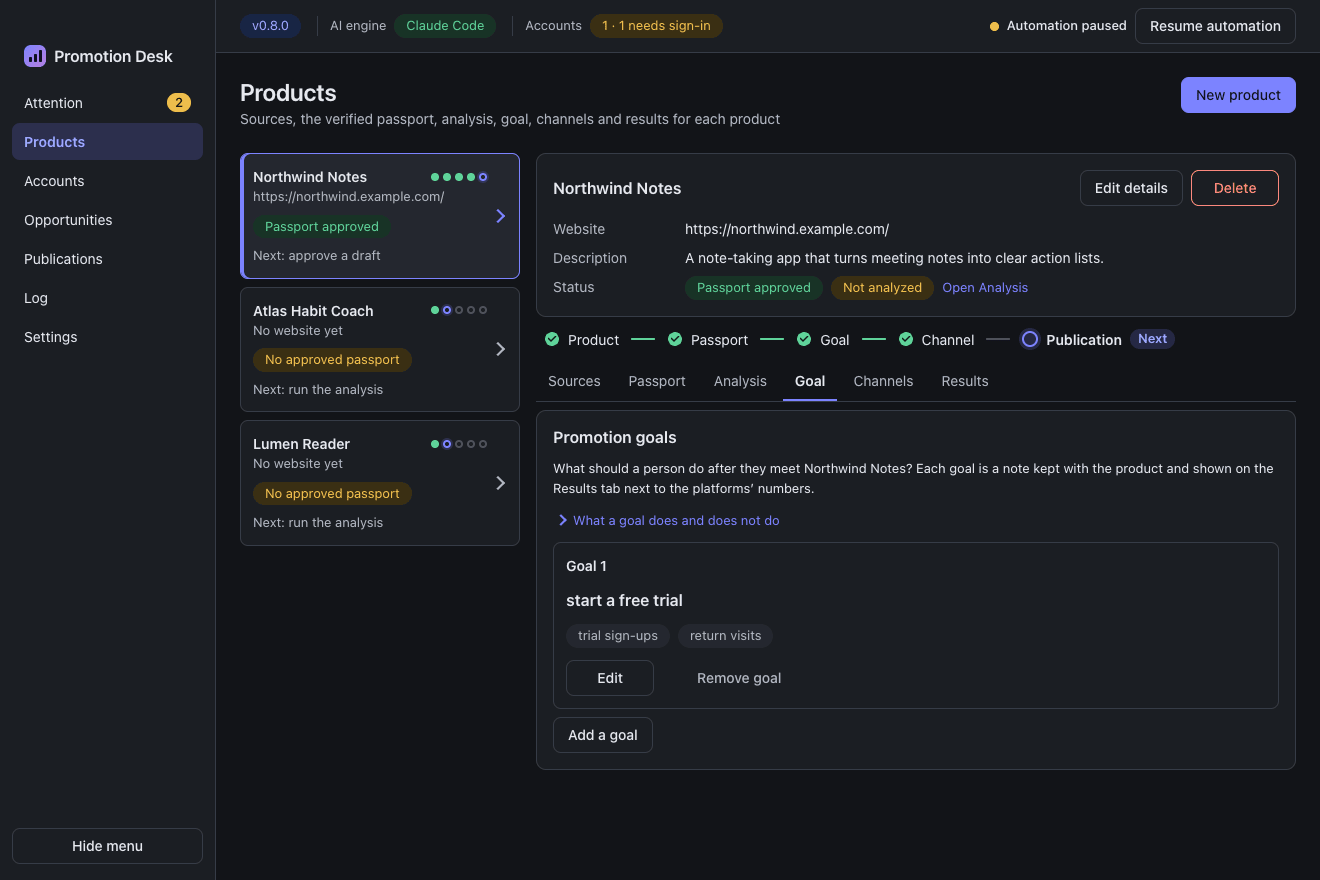 Promotion Desk
Attention 2
Products
Accounts
Opportunities
Publications
Log
Settings
Hide menu
v0.8.0 AI engine Claude Code Accounts 1 · 1 needs sign-in Automation paused Resume automation
Products
Sources, the verified passport, analysis, goal, channels and results for each product
New product
Northwind Notes
https://northwind.example.com/
Passport approved
Next: approve a draft
Atlas Habit Coach
No website yet
No approved passport
Next: run the analysis
Lumen Reader
No website yet
No approved passport
Next: run the analysis
Northwind Notes
Edit details Delete
Website https://northwind.example.com/
Description A note-taking app that turns meeting notes into clear action lists.
Status Passport approved Not analyzed Open Analysis
Product Passport Goal Channel Publication Next
Sources Passport Analysis Goal Channels Results
Promotion goals
What should a person do after they meet Northwind Notes? Each goal is a note kept with the product and shown on the
Results tab next to the platforms’ numbers.
What a goal does and does not do
Goal 1
start a free trial
trial sign-ups return visits
Edit Remove goal
Add a goal